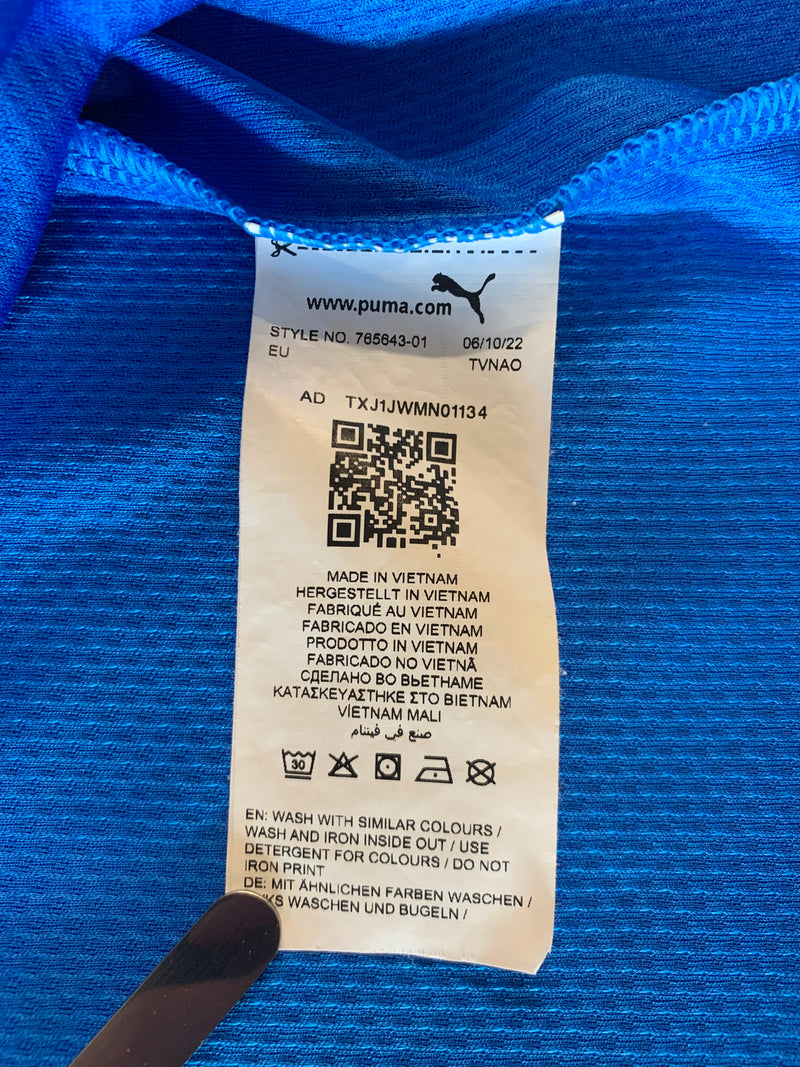 www.puma.com
STYLE NO. 765643-01 06/10/22
EU TVNAO
AD TXJ1JWMN01134
MADE IN VIETNAM
HERGESTELLT IN VIETNAM
FABRIQUÉ AU VIETNAM
FABRICADO EN VIETNAM
PRODOTTO IN VIETNAM
FABRICADO NO VIETNÃ
СДЕЛАНО ВО ВЬЕТНАМЕ
ΚΑΤΑΣΚΕΥΑΣΤΗΚΕ ΣΤΟ ΒΙΕΤΝΑΜ
VİETNAM MALI
صنع في فيتنام
30
EN: WASH WITH SIMILAR COLOURS /
WASH AND IRON INSIDE OUT / USE
DETERGENT FOR COLOURS / DO NOT
IRON PRINT
DE: MIT ÄHNLICHEN FARBEN WASCHEN /
WASCHEN UND BUGELN /